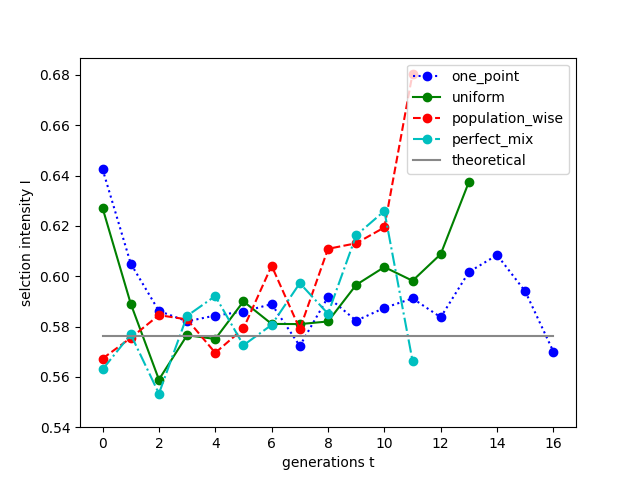 0.68
0.66
0.64
0.62
0.60
0.58
0.56
0.54
selction intensity I
one_point
uniform
population_wise
perfect_mix
theoretical
0 2 4 6 8 10 12 14 16
generations t